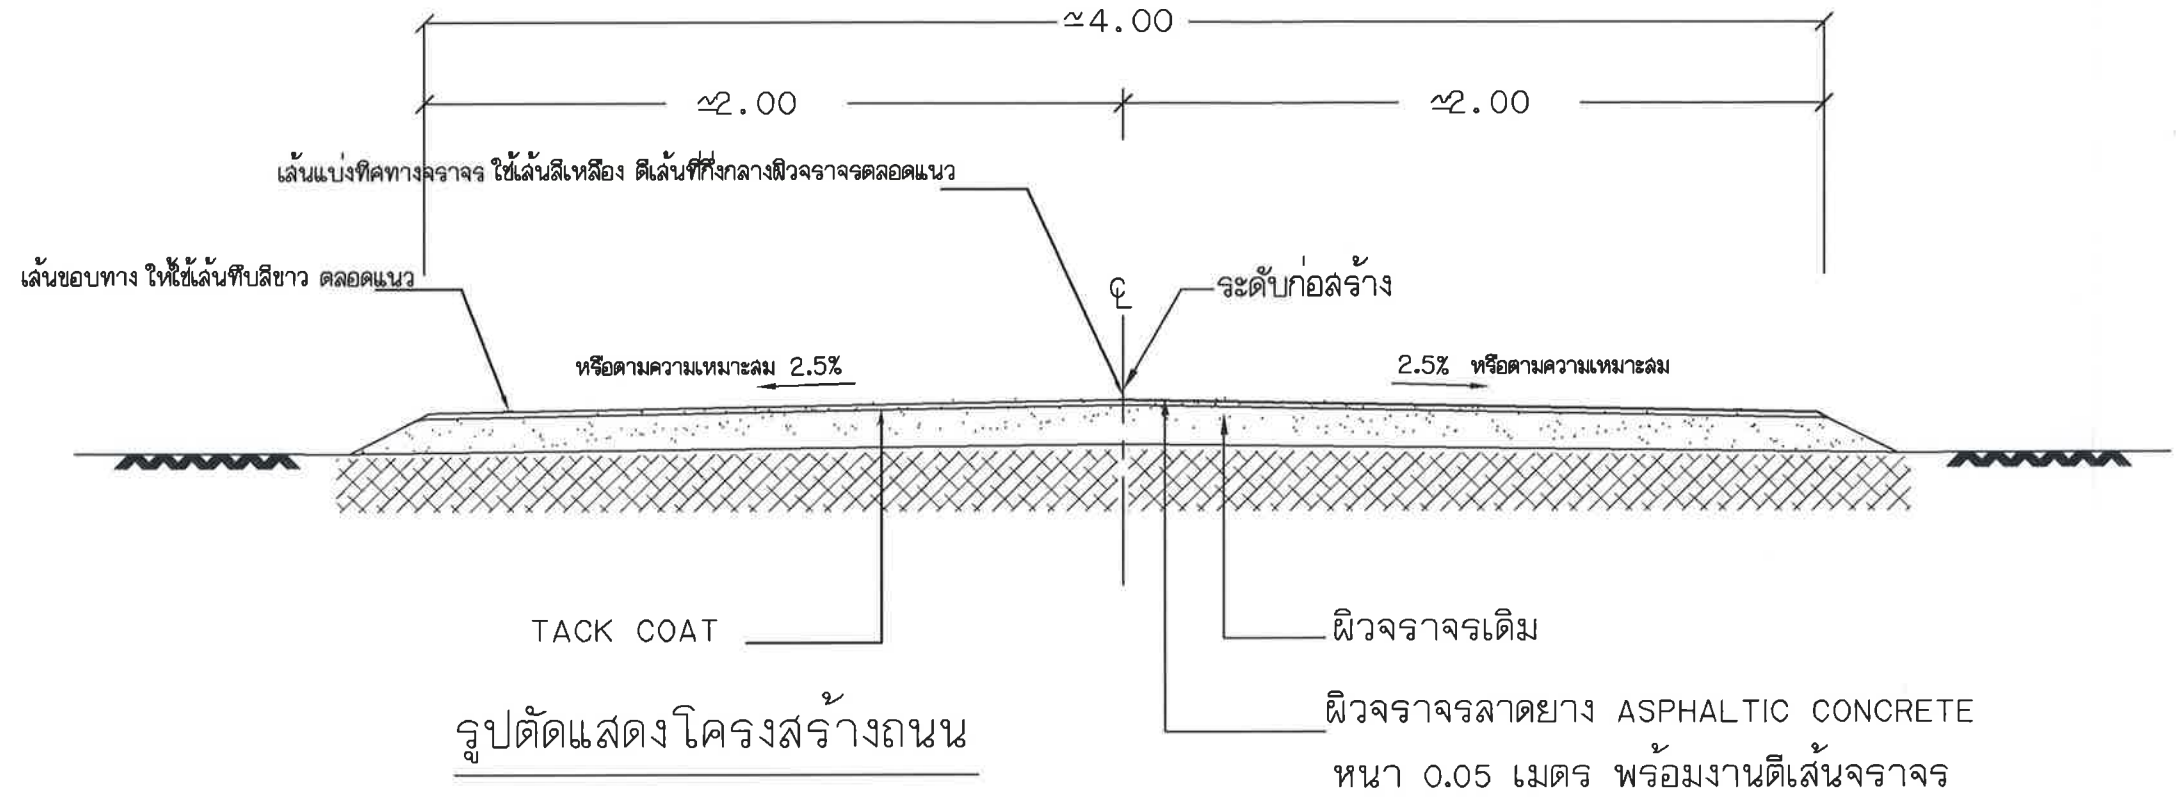 ≃4.00
≃2.00
≃2.00
เส้นแบ่งทิศทางจราจร ใช้เส้นสีเหลือง ตีเส้นที่กึ่งกลางผิวจราจรตลอดแนว
เส้นขอบทาง ให้ใช้เส้นทึบสีขาว ตลอดแนว
CL
ระดับก่อสร้าง
หรือตามความเหมาะสม 2.5%
2.5% หรือตามความเหมาะสม
TACK COAT
ผิวจราจรเดิม
ผิวจราจรลาดยาง ASPHALTIC CONCRETE
หนา 0.05 เมตร พร้อมงานตีเส้นจราจร
รูปตัดแสดงโครงสร้างถนน